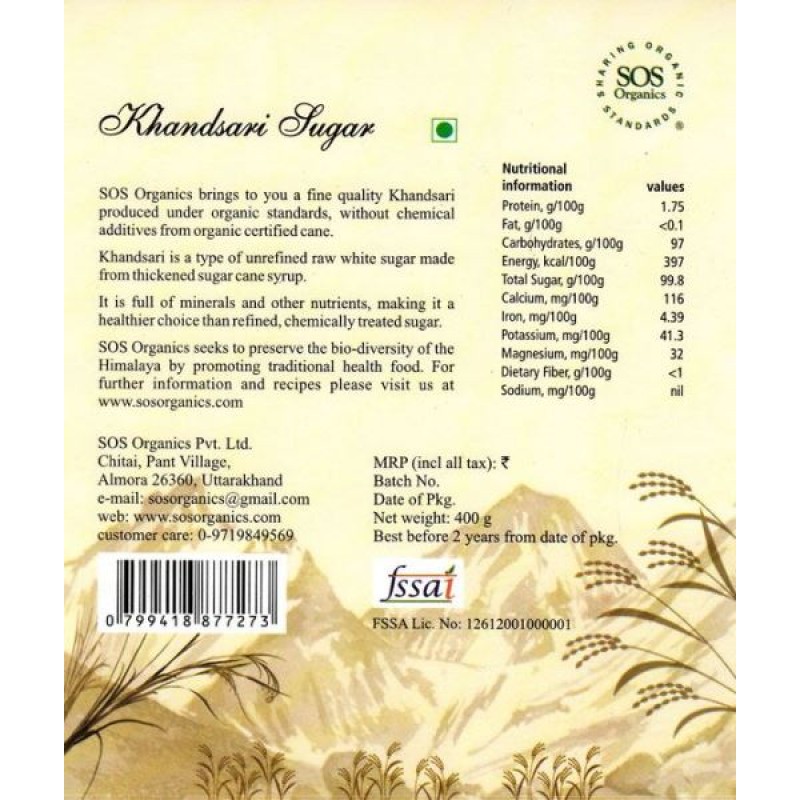 SHARING ORGANIC STANDARDS ®
SOS
Organics
Khandsari Sugar
SOS Organics brings to you a fine quality Khandsari
produced under organic standards, without chemical
additives from organic certified cane.
Khandsari is a type of unrefined raw white sugar made
from thickened sugar cane syrup.
It is full of minerals and other nutrients, making it a
healthier choice than refined, chemically treated sugar.
SOS Organics seeks to preserve the bio-diversity of the
Himalaya by promoting traditional health food. For
further information and recipes please visit us at
www.sosorganics.com
Nutritional
information values
Protein, g/100g 1.75
Fat, g/100g <0.1
Carbohydrates, g/100g 97
Energy, kcal/100g 397
Total Sugar, g/100g 99.8
Calcium, mg/100g 116
Iron, mg/100g 4.39
Potassium, mg/100g 41.3
Magnesium, mg/100g 32
Dietary Fiber, g/100g <1
Sodium, mg/100g nil
SOS Organics Pvt. Ltd.
Chitai, Pant Village,
Almora 26360, Uttarakhand
e-mail: sosorganics@gmail.com
web: www.sosorganics.com
customer care: 0-9719849569
MRP (incl all tax): ₹
Batch No.
Date of Pkg.
Net weight: 400 g
Best before 2 years from date of pkg.
0 799418 877273
fssai
FSSA Lic. No: 12612001000001